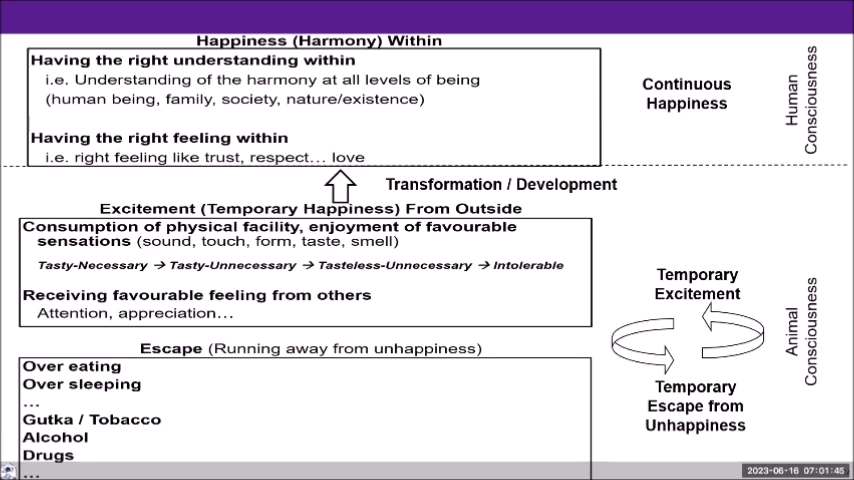 Happiness (Harmony) Within
Having the right understanding within
i.e. Understanding of the harmony at all levels of being
(human being, family, society, nature/existence)
Having the right feeling within
i.e. right feeling like trust, respect… love
Continuous
Happiness
Human
Consciousness
Transformation / Development
Excitement (Temporary Happiness) From Outside
Consumption of physical facility, enjoyment of favourable
sensations (sound, touch, form, taste, smell)
Tasty-Necessary → Tasty-Unnecessary → Tasteless-Unnecessary → Intolerable
Receiving favourable feeling from others
Attention, appreciation…
Escape (Running away from unhappiness)
Over eating
Over sleeping
…
Gutka / Tobacco
Alcohol
Drugs
…
Temporary
Excitement
Temporary
Escape from
Unhappiness
Animal
Consciousness
2023-06-16 07:01:45